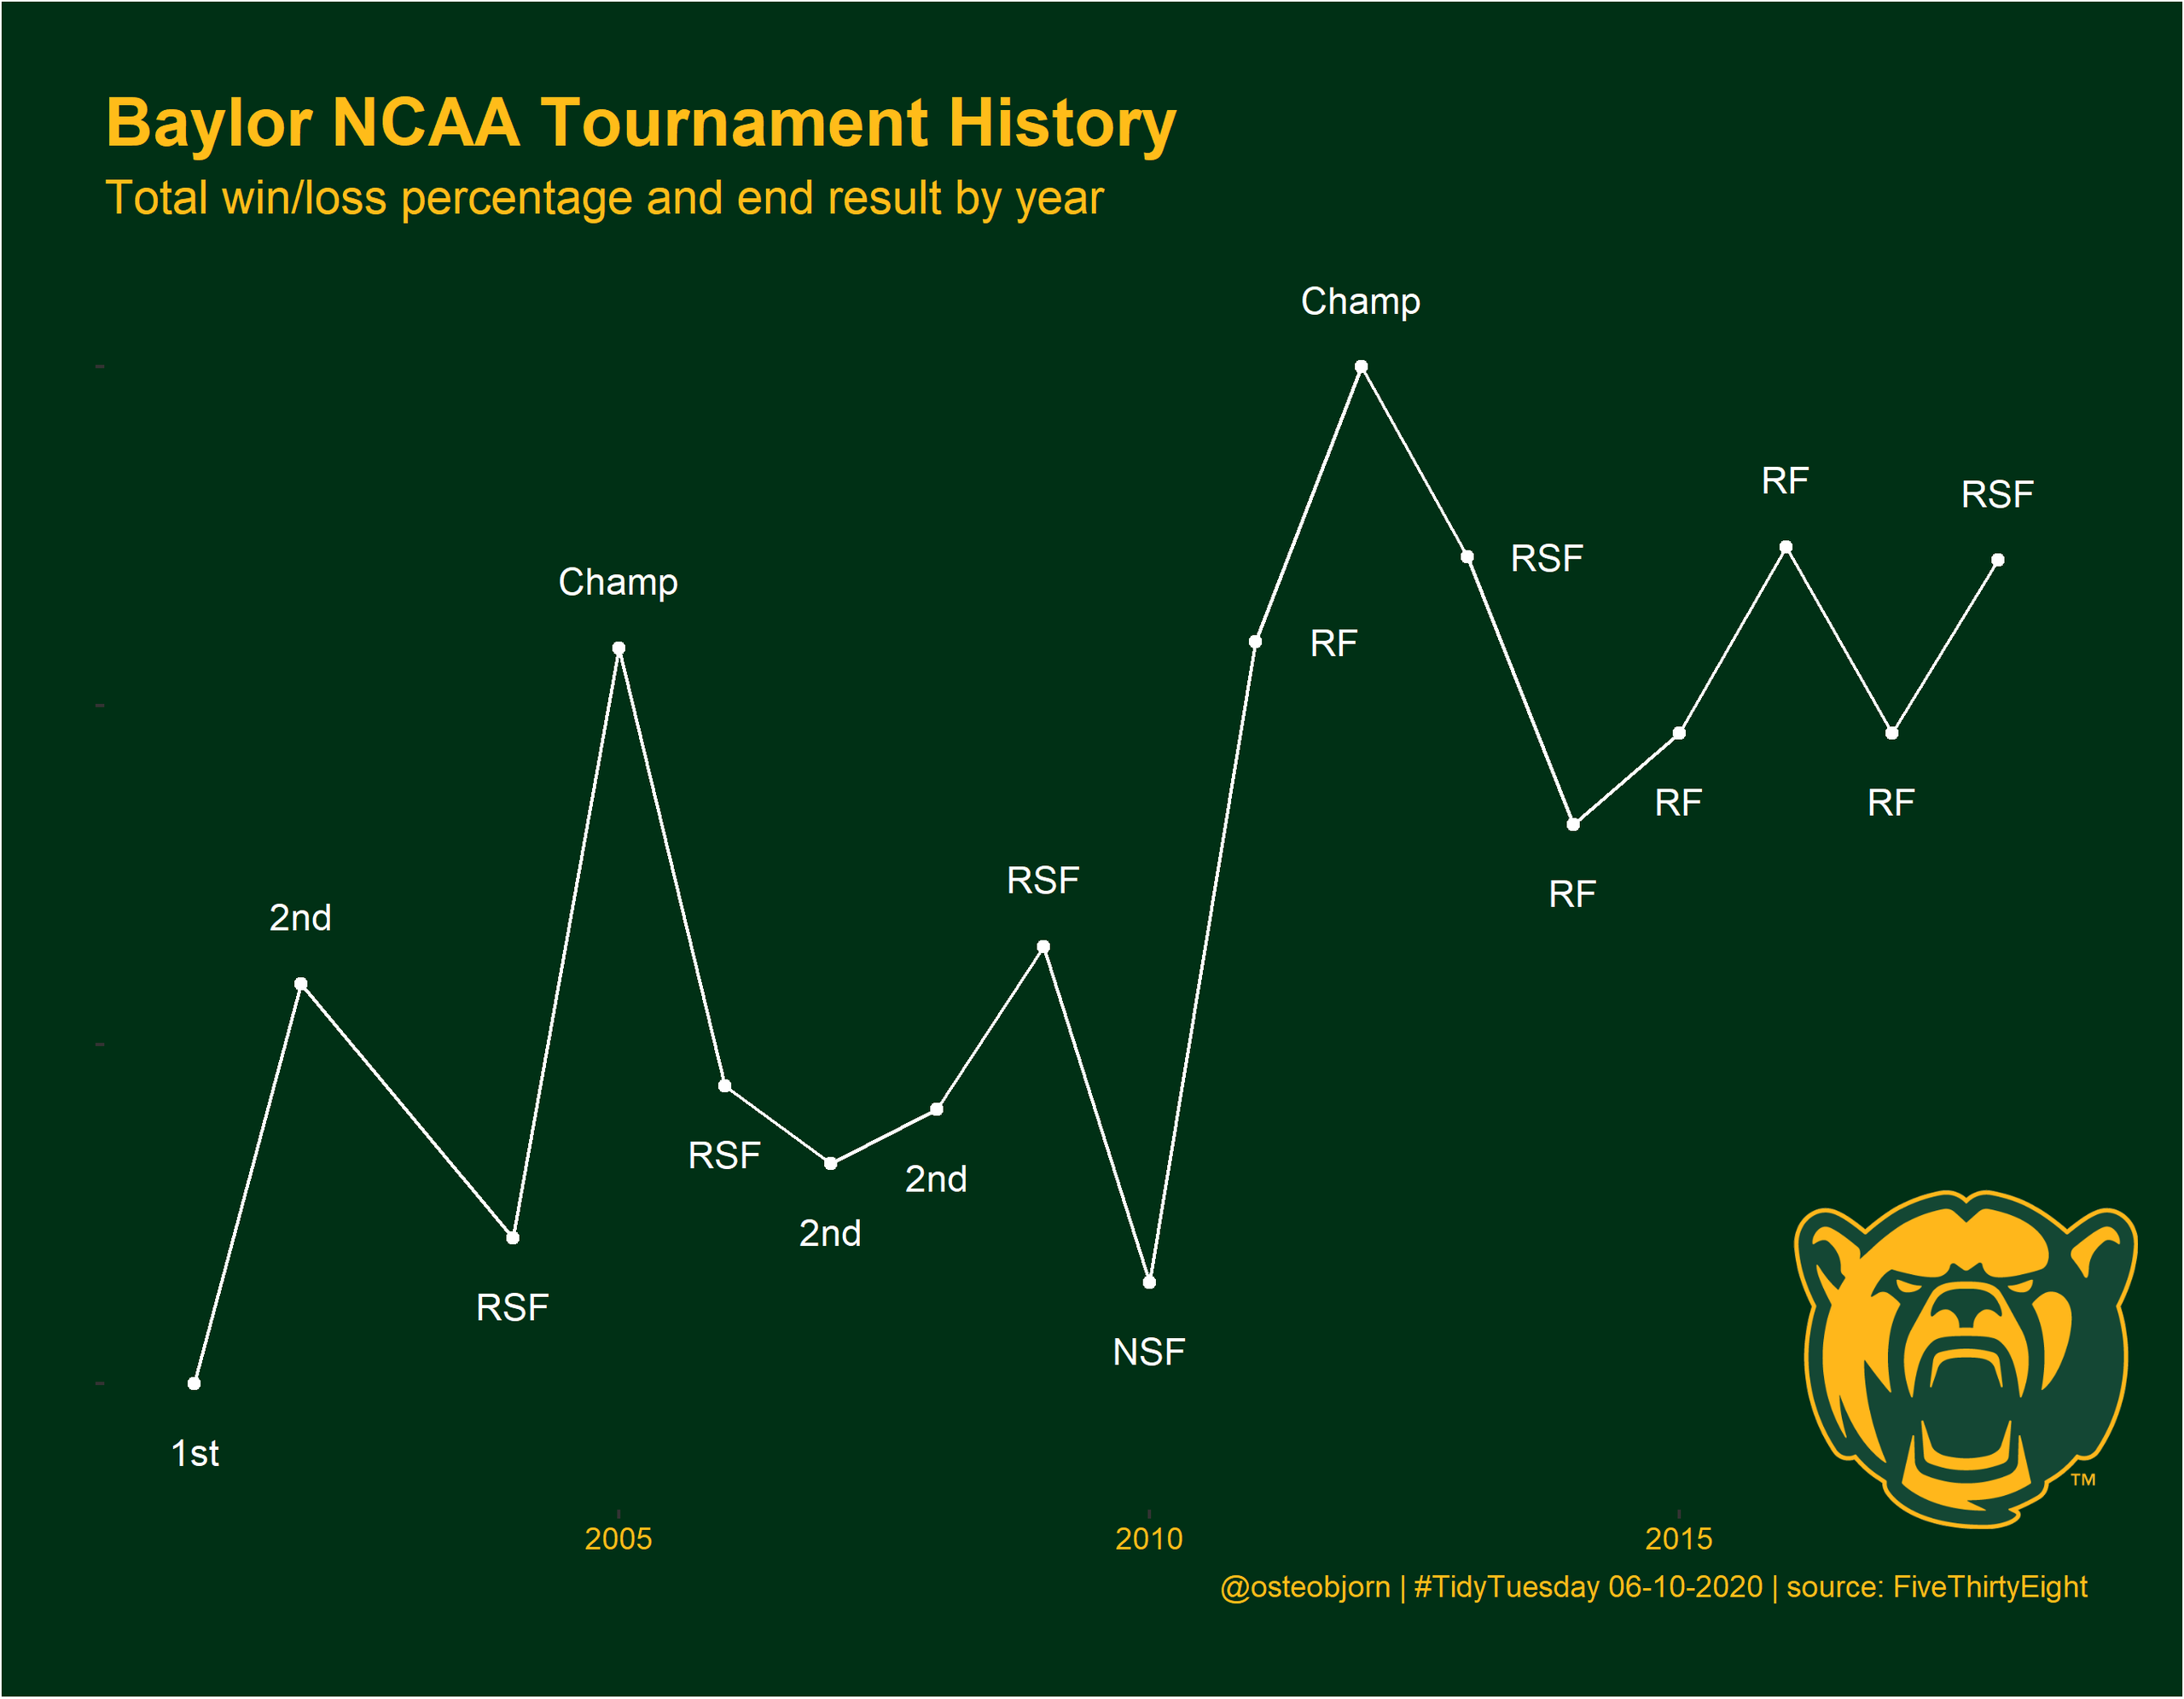 Baylor NCAA Tournament History
Total win/loss percentage and end result by year
Champ
RF
RSF
RSF
Champ
RF
RF
RF
RSF
RF
2nd
RSF
2nd
2nd
RSF
NSF
1st
TM
2005
2010
2015
@osteobjorn | #TidyTuesday 06-10-2020 | source: FiveThirtyEight